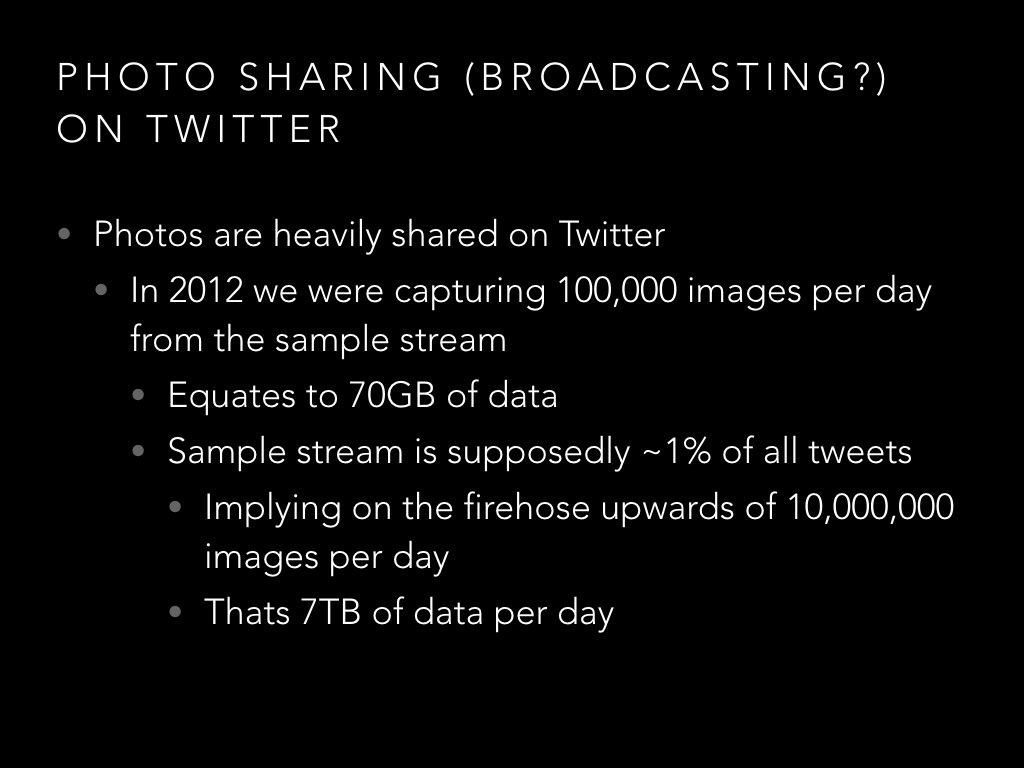 PHOTO SHARING (BROADCASTING?)
ON TWITTER
• Photos are heavily shared on Twitter
• In 2012 we were capturing 100,000 images per day
from the sample stream
• Equates to 70GB of data
• Sample stream is supposedly ~1% of all tweets
• Implying on the firehose upwards of 10,000,000
images per day
• Thats 7TB of data per day